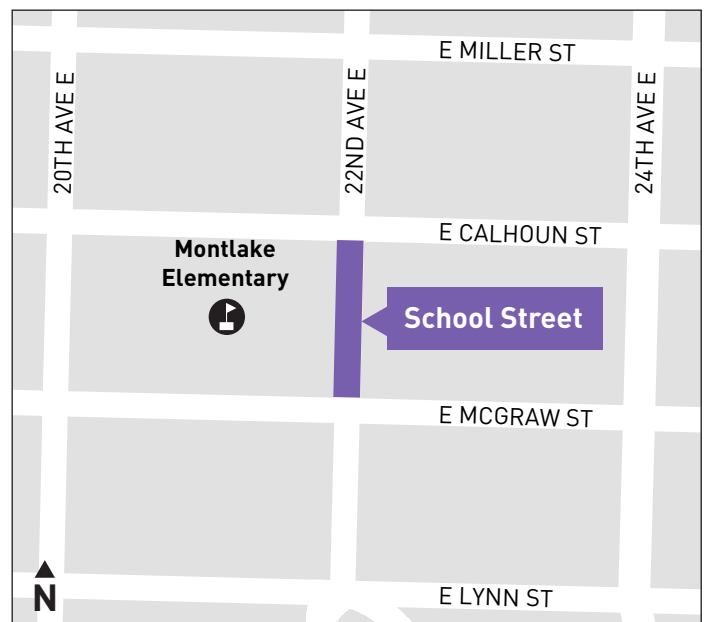 E MILLER ST
20TH AVE E
22ND AVE E
24TH AVE E
E CALHOUN ST
Montlake
Elementary
School Street
E MCGRAW ST
E LYNN ST
N